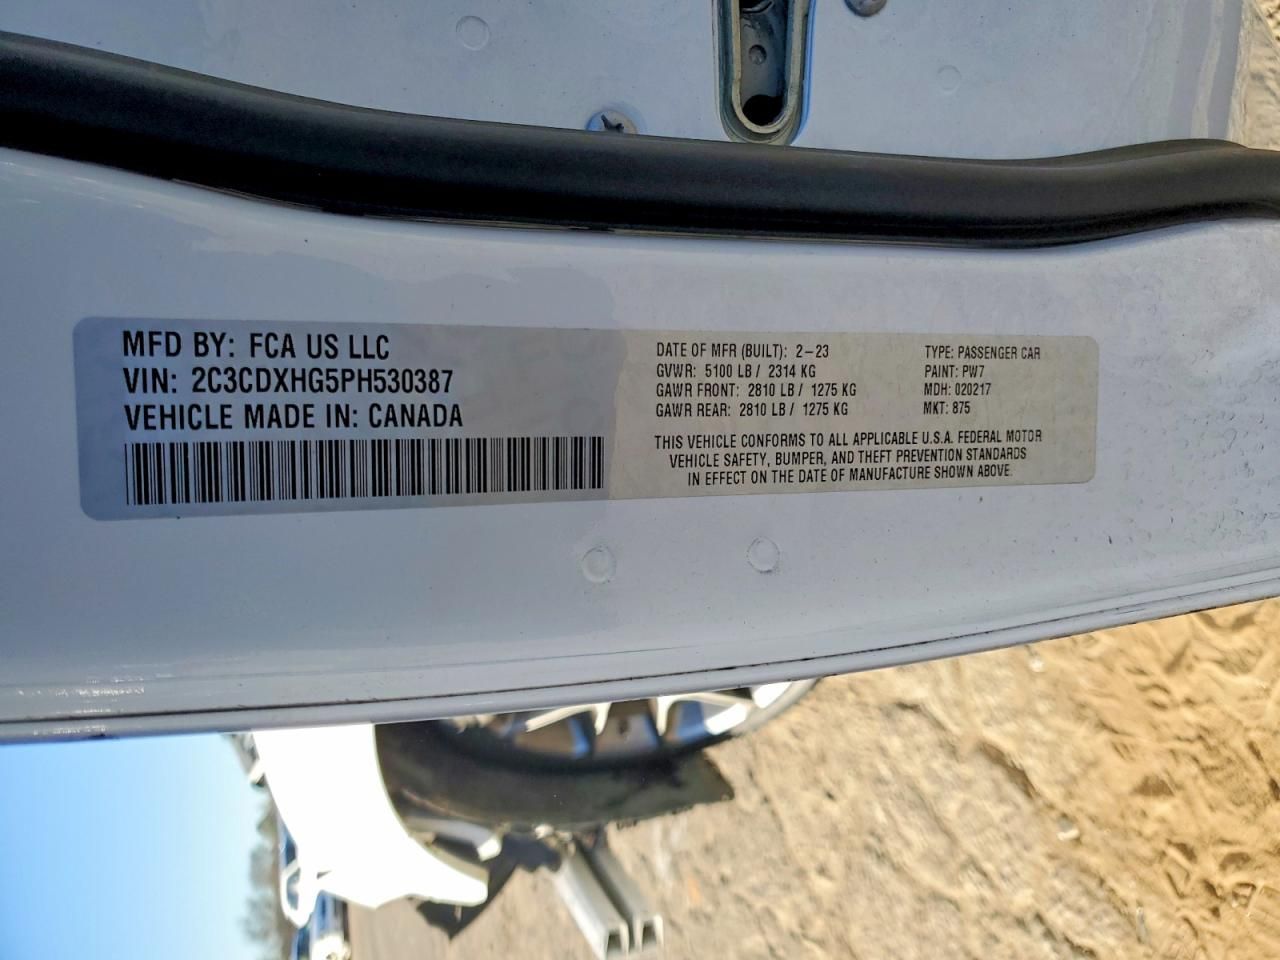 MFD BY: FCA US LLC
VIN: 2C3CDXHG5PH530387
VEHICLE MADE IN: CANADA
DATE OF MFR (BUILT): 2-23
GVWR: 5100 LB / 2314 KG
GAWR FRONT: 2810 LB / 1275 KG
GAWR REAR: 2810 LB / 1275 KG
TYPE: PASSENGER CAR
PAINT: PW7
MDH: 020217
MKT: 875
THIS VEHICLE CONFORMS TO ALL APPLICABLE U.S.A. FEDERAL MOTOR
VEHICLE SAFETY, BUMPER, AND THEFT PREVENTION STANDARDS
IN EFFECT ON THE DATE OF MANUFACTURE SHOWN ABOVE.